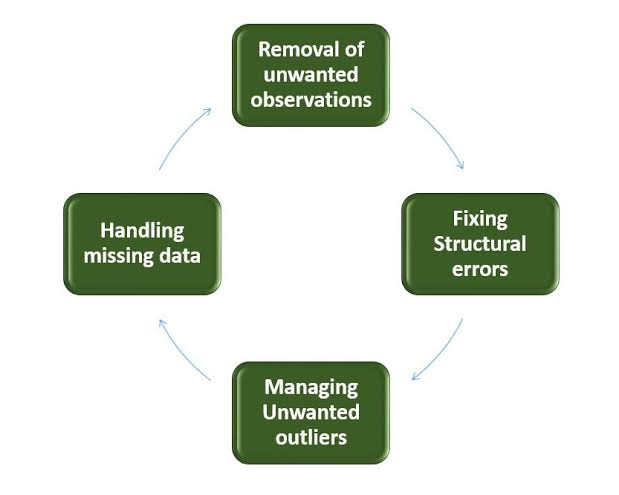 Removal of
unwanted
observations
Fixing
Structural
errors
Managing
Unwanted
outliers
Handling
missing data